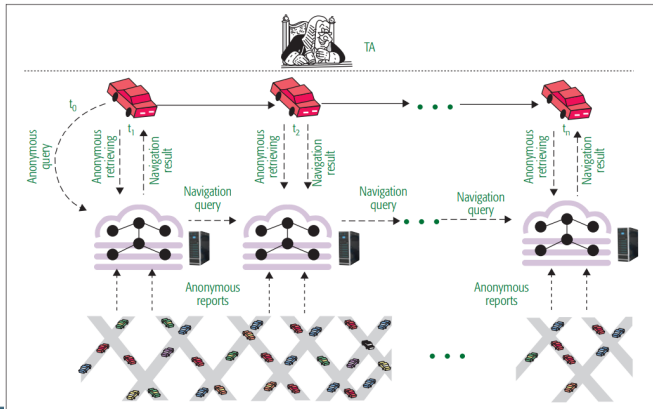 TA
t0
t1
t2
tn
Anonymous
query
Anonymous
retrieving
Navigation
result
Anonymous
retrieving
Navigation
result
Anonymous
retrieving
Navigation
result
Navigation
query
Navigation
query
Navigation
query
Anonymous
reports
Anonymous
reports